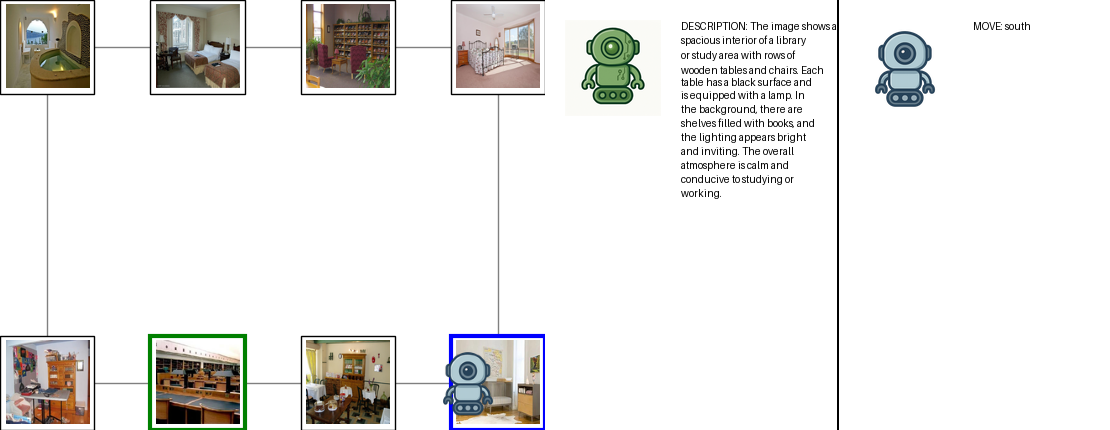 DESCRIPTION: The image shows a
spacious interior of a library
or study area with rows of
wooden tables and chairs. Each
table has a black surface and
is equipped with a lamp. In
the background, there are
shelves filled with books, and
the lighting appears bright
and inviting. The overall
atmosphere is calm and
conducive to studying or
working.
MOVE: south